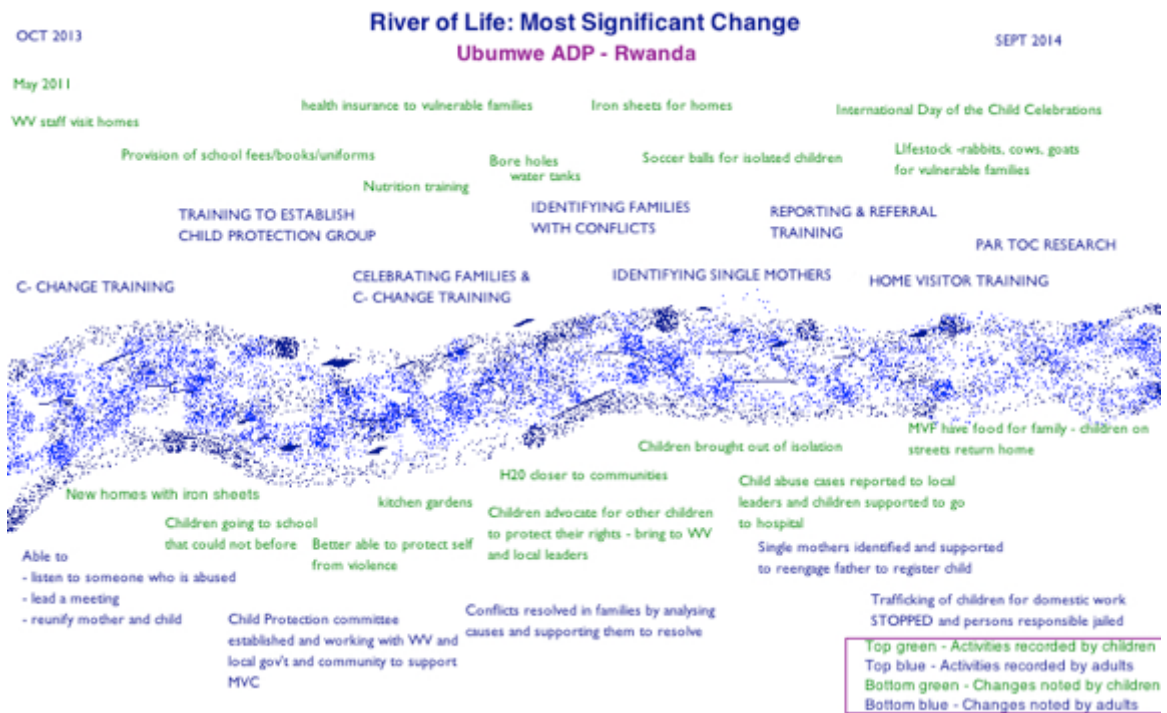 River of Life: Most Significant Change
OCT 2013
SEPT 2014
Ubumwe ADP - Rwanda
May 2011
health insurance to vulnerable families
Iron sheets for homes
International Day of the Child Celebrations
WV staff visit homes
Provision of school fees/books/uniforms
Bore holes
water tanks
Soccer balls for isolated children
LIfestock -rabbits, cows, goats
for vulnerable families
Nutrition training
TRAINING TO ESTABLISH
CHILD PROTECTION GROUP
IDENTIFYING FAMILIES
WITH CONFLICTS
REPORTING & REFERRAL
TRAINING
PAR TOC RESEARCH
C- CHANGE TRAINING
CELEBRATING FAMILIES &
C- CHANGE TRAINING
IDENTIFYING SINGLE MOTHERS
HOME VISITOR TRAINING
MVF have food for family - children on
streets return home
Children brought out of isolation
H20 closer to communities
Child abuse cases reported to local
leaders and children supported to go
to hospital
New homes with iron sheets
kitchen gardens
Children going to school
that could not before
Better able to protect self
from violence
Children advocate for other children
to protect their rights - bring to WV
and local leaders
Able to
- listen to someone who is abused
- lead a meeting
- reunify mother and child
Single mothers identified and supported
to reengage father to register child
Child Protection committee
established and working with WV and
local gov't and community to support
MVC
Conflicts resolved in families by analysing
causes and supporting them to resolve
Trafficking of children for domestic work
STOPPED and persons responsible jailed
Top green - Activities recorded by children
Top blue - Activities recorded by adults
Bottom green - Changes noted by children
Bottom blue - Changes noted by adults